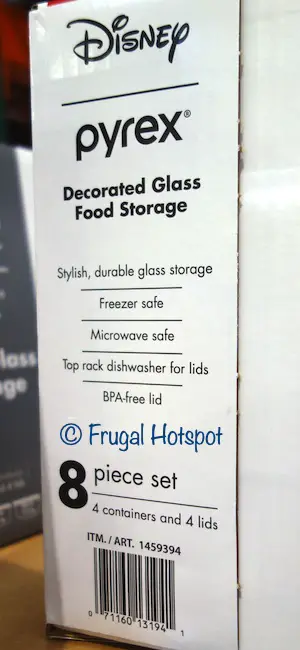 Disney
pyrex®
Decorated Glass
Food Storage
Stylish, durable glass storage
Freezer safe
Microwave safe
Top rack dishwasher for lids
BPA-free lid
© Frugal Hotspot
8 piece set
4 containers and 4 lids
ITM. / ART. 1459394
0 71160 13194 1
lass
ge